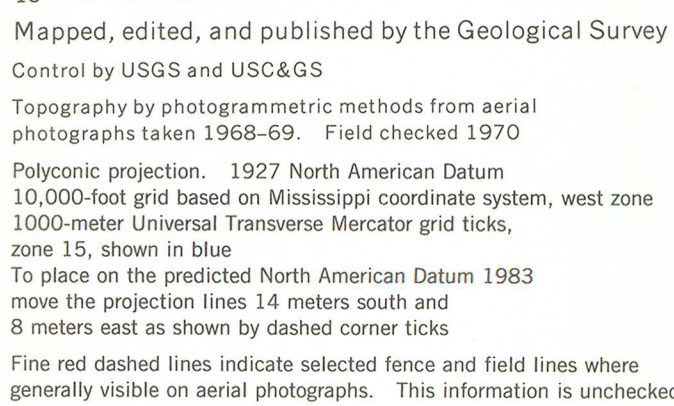 Mapped, edited, and published by the Geological Survey
Control by USGS and USC&GS
Topography by photogrammetric methods from aerial
photographs taken 1968–69. Field checked 1970
Polyconic projection. 1927 North American Datum
10,000-foot grid based on Mississippi coordinate system, west zone
1000-meter Universal Transverse Mercator grid ticks,
zone 15, shown in blue
To place on the predicted North American Datum 1983
move the projection lines 14 meters south and
8 meters east as shown by dashed corner ticks
Fine red dashed lines indicate selected fence and field lines where
generally visible on aerial photographs. This information is unchecked